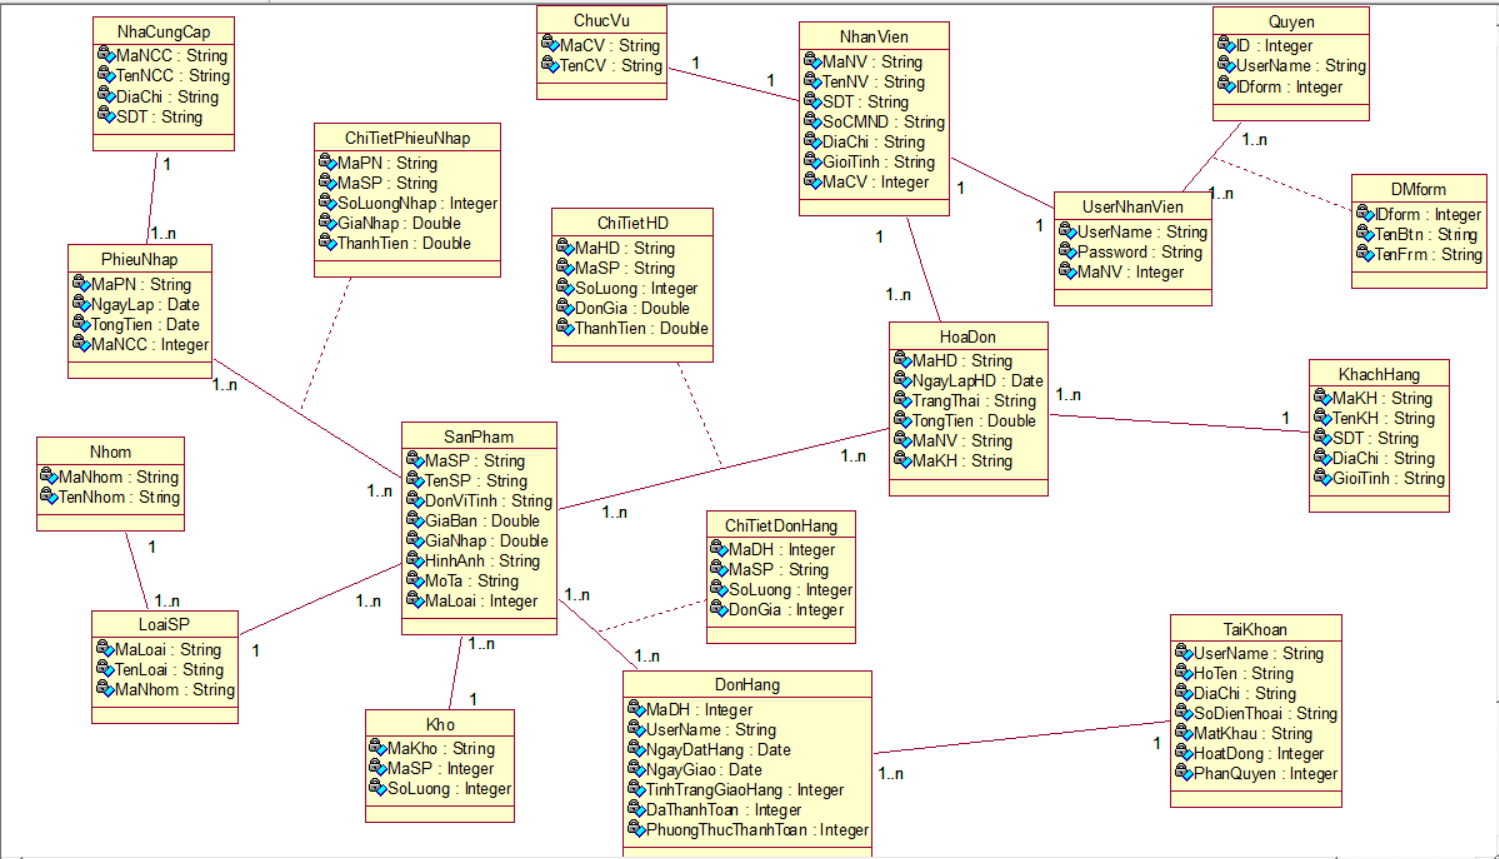 NhaCungCap
MaNCC : String
TenNCC : String
DiaChi : String
SDT : String
1
1..n
ChucVu
MaCV : String
TenCV : String
1
1
NhanVien
MaNV : String
TenNV : String
SDT : String
SoCMND : String
DiaChi : String
GioiTinh : String
MaCV : Integer
1
1
1
1..n
Quyen
ID : Integer
UserName : String
IDform : Integer
1..n
1..n
DMform
IDform : Integer
TenBtn : String
TenFrm : String
UserNhanVien
UserName : String
Password : String
MaNV : Integer
ChiTietPhieuNhap
MaPN : String
MaSP : String
SoLuongNhap : Integer
GiaNhap : Double
ThanhTien : Double
ChiTietHD
MaHD : String
MaSP : String
SoLuong : Integer
DonGia : Double
ThanhTien : Double
PhieuNhap
MaPN : String
NgayLap : Date
TongTien : Date
MaNCC : Integer
1..n
1..n
HoaDon
MaHD : String
NgayLapHD : Date
TrangThai : String
TongTien : Double
MaNV : String
MaKH : String
1..n
1
1..n
1..n
KhachHang
MaKH : String
TenKH : String
SDT : String
DiaChi : String
GioiTinh : String
Nhom
MaNhom : String
TenNhom : String
1
1..n
SanPham
MaSP : String
TenSP : String
DonViTinh : String
GiaBan : Double
GiaNhap : Double
HinhAnh : String
MoTa : String
MaLoai : Integer
1..n
1
1..n
1
1..n
1..n
LoaiSP
MaLoai : String
TenLoai : String
MaNhom : String
ChiTietDonHang
MaDH : Integer
MaSP : String
SoLuong : Integer
DonGia : Integer
Kho
MaKho : String
MaSP : Integer
SoLuong : Integer
DonHang
MaDH : Integer
UserName : String
NgayDatHang : Date
NgayGiao : Date
TinhTrangGiaoHang : Integer
DaThanhToan : Integer
PhuongThucThanhToan : Integer
1..n
1
TaiKhoan
UserName : String
HoTen : String
DiaChi : String
SoDienThoai : String
MatKhau : String
HoatDong : Integer
PhanQuyen : Integer